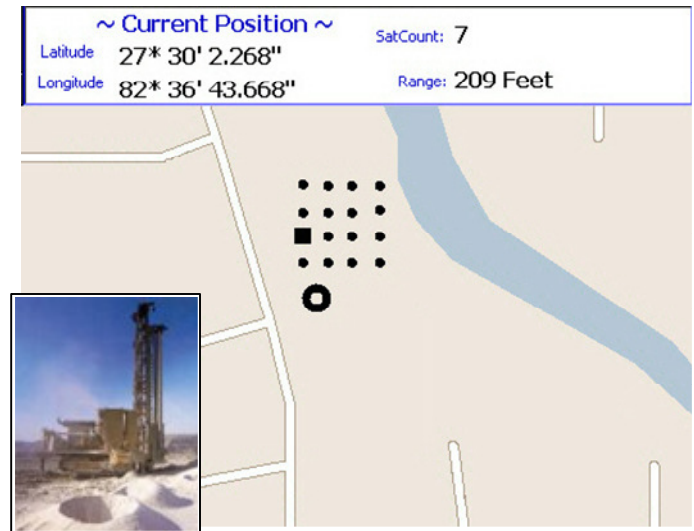 ~ Current Position ~
SatCount: 7
Latitude 27* 30' 2.268"
Longitude 82* 36' 43.668"
Range: 209 Feet